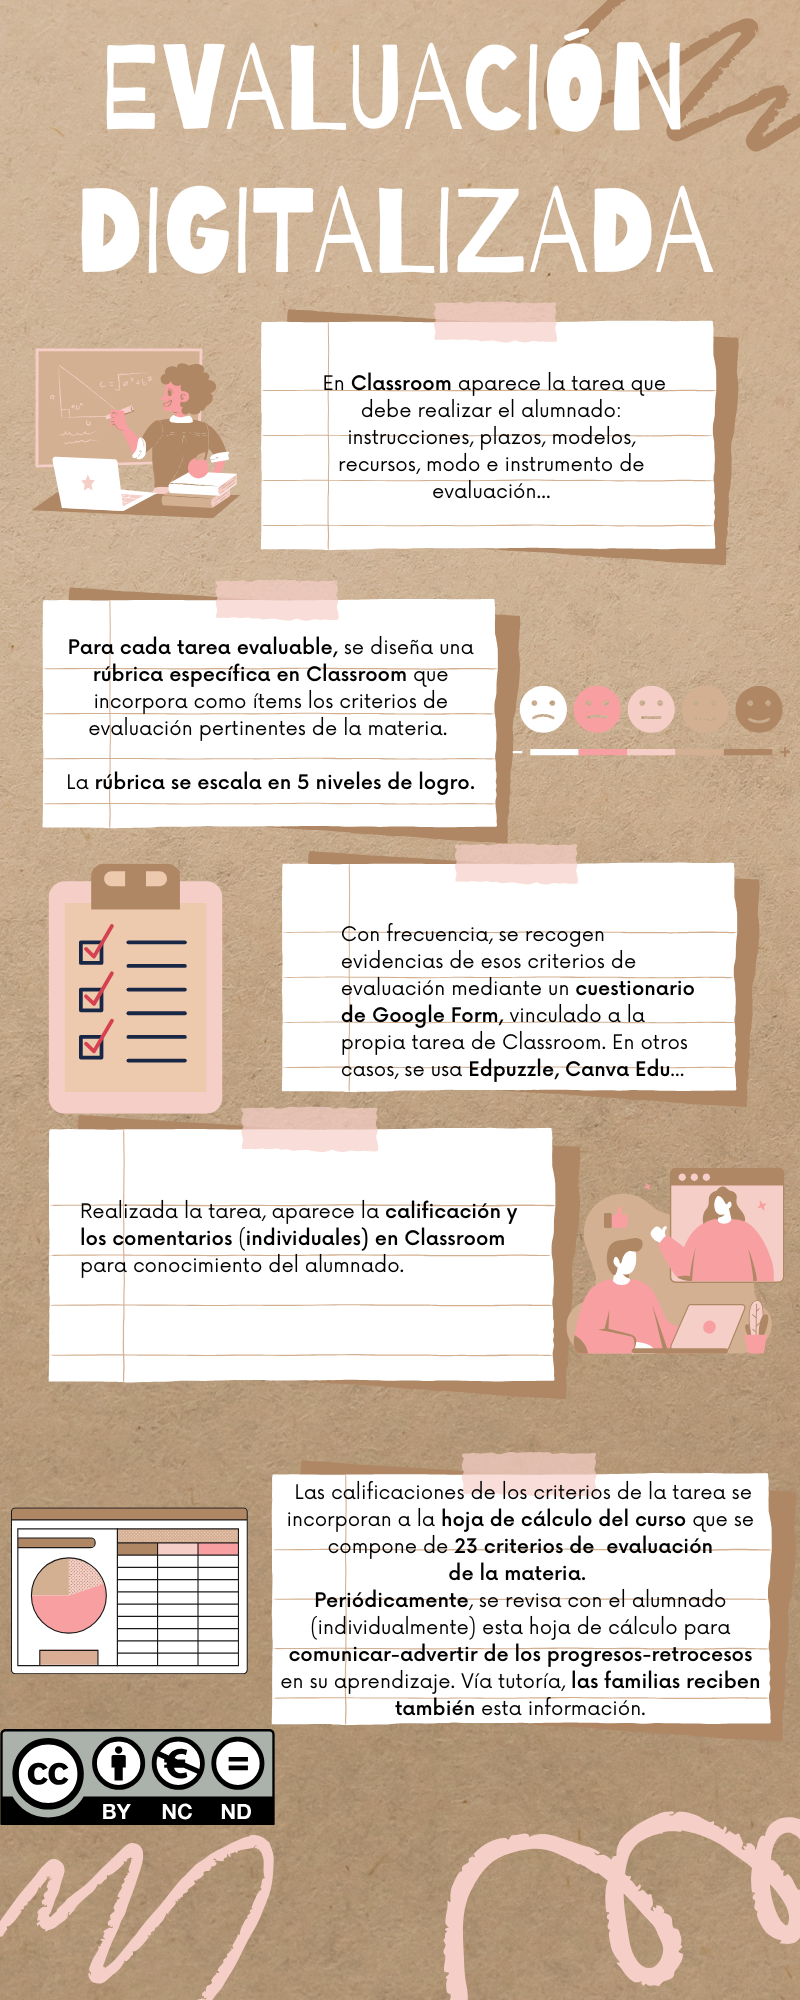 EVALUACIÓN
DIGITALIZADA
En Classroom aparece la tarea que
debe realizar el alumnado:
instrucciones, plazos, modelos,
recursos, modo e instrumento de
evaluación...
Para cada tarea evaluable, se diseña una
rúbrica específica en Classroom que
incorpora como ítems los criterios de
evaluación pertinentes de la materia.
La rúbrica se escala en 5 niveles de logro.
Con frecuencia, se recogen
evidencias de esos criterios de
evaluación mediante un cuestionario
de Google Form, vinculado a la
propia tarea de Classroom. En otros
casos, se usa Edpuzzle, Canva Edu...
Realizada la tarea, aparece la calificación y
los comentarios (individuales) en Classroom
para conocimiento del alumnado.
Las calificaciones de los criterios de la tarea se
incorporan a la hoja de cálculo del curso que se
compone de 23 criterios de evaluación
de la materia.
Periódicamente, se revisa con el alumnado
(individualmente) esta hoja de cálculo para
comunicar-advertir de los progresos-retrocesos
en su aprendizaje. Vía tutoría, las familias reciben
también esta información.
CC
BY NC ND